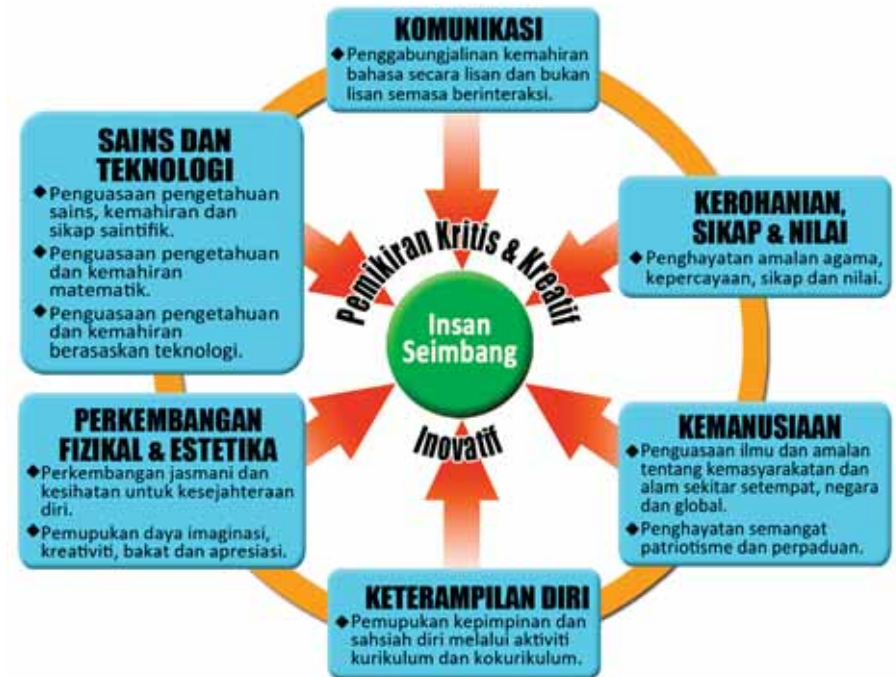 KOMUNIKASI
◆Penggabungjalinan kemahiran
bahasa secara lisan dan bukan
lisan semasa berinteraksi.
SAINS DAN
TEKNOLOGI
◆Penguasaan pengetahuan
sains, kemahiran dan
sikap saintifik.
◆Penguasaan pengetahuan
dan kemahiran
matematik.
◆Penguasaan pengetahuan
dan kemahiran
berasaskan teknologi.
KEROHANIAN,
SIKAP & NILAI
◆Penghayatan amalan agama,
kepercayaan, sikap dan nilai.
Pemikiran Kritis & Kreatif
Insan
Seimbang
Inovatif
PERKEMBANGAN
FIZIKAL & ESTETIKA
◆Perkembangan jasmani dan
kesihatan untuk kesejahteraan
diri.
◆Pemupukan daya imaginasi,
kreativiti, bakat dan apresiasi.
KEMANUSIAAN
◆Penguasaan ilmu dan amalan
tentang kemasyarakatan dan
alam sekitar setempat, negara
dan global.
◆Penghayatan semangat
patriotisme dan perpaduan.
KETERAMPILAN DIRI
◆Pemupukan kepimpinan dan
sahsiah diri melalui aktiviti
kurikulum dan kokurikulum.